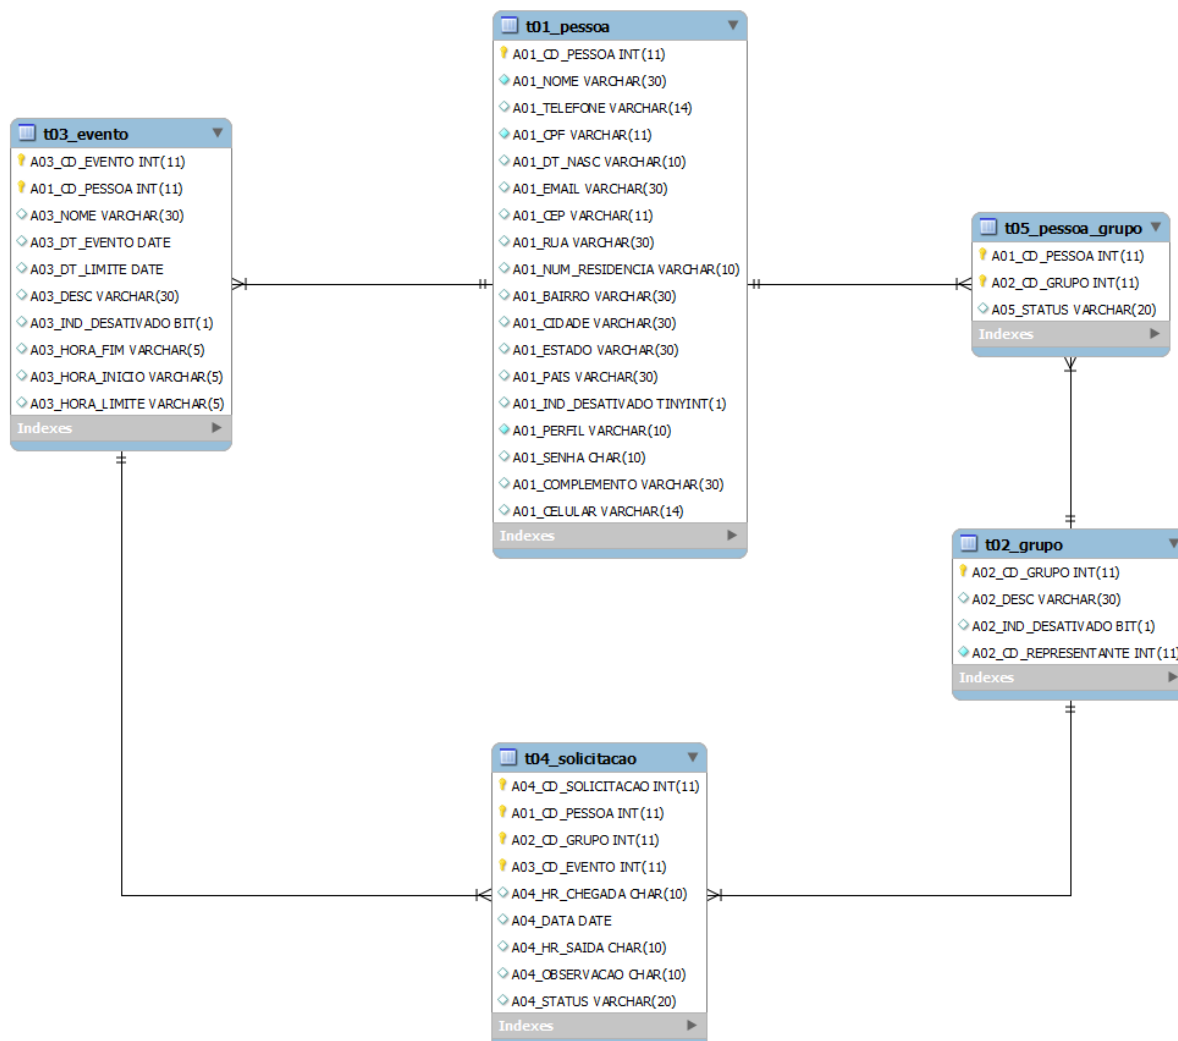 t01_pessoa
A01_CD_PESSOA INT(11)
A01_NOME VARCHAR(30)
A01_TELEFONE VARCHAR(14)
A01_CPF VARCHAR(11)
A01_DT_NASC VARCHAR(10)
A01_EMAIL VARCHAR(30)
A01_CEP VARCHAR(11)
A01_RUA VARCHAR(30)
A01_NUM_RESIDENCIA VARCHAR(10)
A01_BAIRRO VARCHAR(30)
A01_CIDADE VARCHAR(30)
A01_ESTADO VARCHAR(30)
A01_PAIS VARCHAR(30)
A01_IND_DESATIVADO TINYINT(1)
A01_PERFIL VARCHAR(10)
A01_SENHA CHAR(10)
A01_COMPLEMENTO VARCHAR(30)
A01_CELULAR VARCHAR(14)
Indexes
t03_evento
A03_CD_EVENTO INT(11)
A01_CD_PESSOA INT(11)
A03_NOME VARCHAR(30)
A03_DT_EVENTO DATE
A03_DT_LIMITE DATE
A03_DESC VARCHAR(30)
A03_IND_DESATIVADO BIT(1)
A03_HORA_FIM VARCHAR(5)
A03_HORA_INICIO VARCHAR(5)
A03_HORA_LIMITE VARCHAR(5)
Indexes
t05_pessoa_grupo
A01_CD_PESSOA INT(11)
A02_CD_GRUPO INT(11)
A05_STATUS VARCHAR(20)
Indexes
t02_grupo
A02_CD_GRUPO INT(11)
A02_DESC VARCHAR(30)
A02_IND_DESATIVADO BIT(1)
A02_CD_REPRESENTANTE INT(11)
Indexes
t04_solicitacao
A04_CD_SOLICITACAO INT(11)
A01_CD_PESSOA INT(11)
A02_CD_GRUPO INT(11)
A03_CD_EVENTO INT(11)
A04_HR_CHEGADA CHAR(10)
A04_DATA DATE
A04_HR_SAIDA CHAR(10)
A04_OBSERVACAO CHAR(10)
A04_STATUS VARCHAR(20)
Indexes